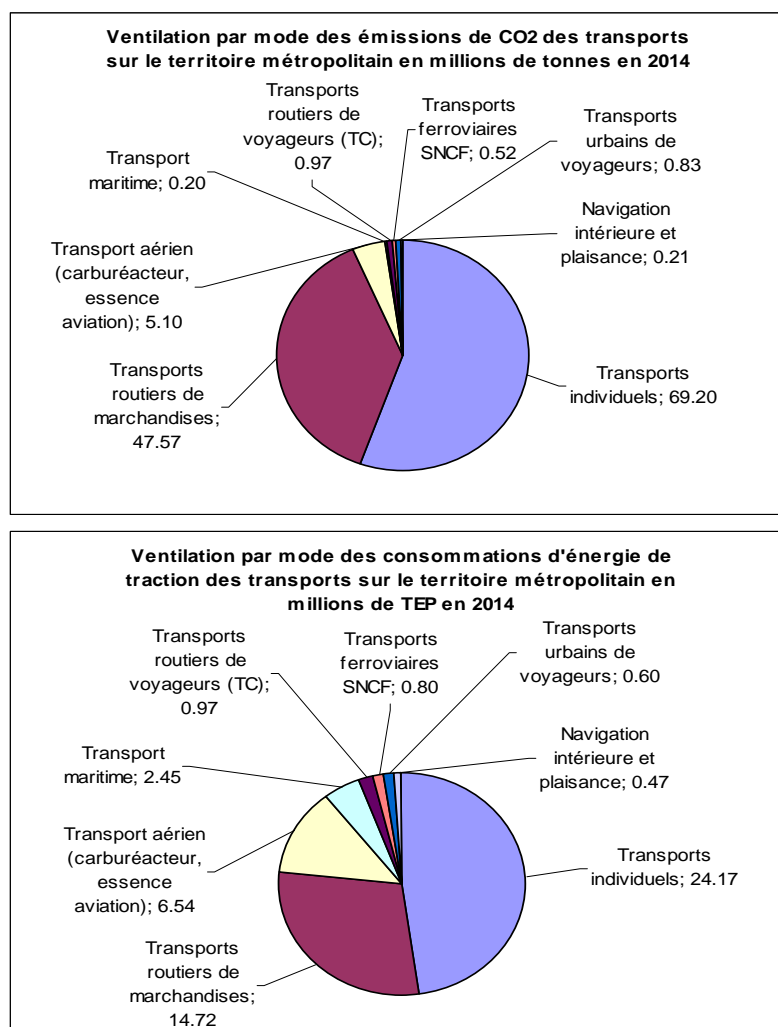 Ventilation par mode des émissions de CO2 des transports
sur le territoire métropolitain en millions de tonnes en 2014
Transport
maritime; 0.20
Transports
routiers de
voyageurs (TC);
0.97
Transports
ferroviaires
SNCF; 0.52
Transports
urbains de
voyageurs; 0.83
Navigation
intérieure et
plaisance; 0.21
Transport aérien
(carburéacteur,
essence
aviation); 5.10
Transports
routiers de
marchandises;
47.57
Transports
individuels; 69.20
Ventilation par mode des consommations d'énergie de
traction des transports sur le territoire métropolitain en
millions de TEP en 2014
Transports
routiers de
voyageurs (TC);
0.97
Transports
ferroviaires
SNCF; 0.80
Transports
urbains de
voyageurs; 0.60
Transport
maritime; 2.45
Navigation
intérieure et
plaisance; 0.47
Transport aérien
(carburéacteur,
essence
aviation); 6.54
Transports
individuels; 24.17
Transports
routiers de
marchandises;
14.72